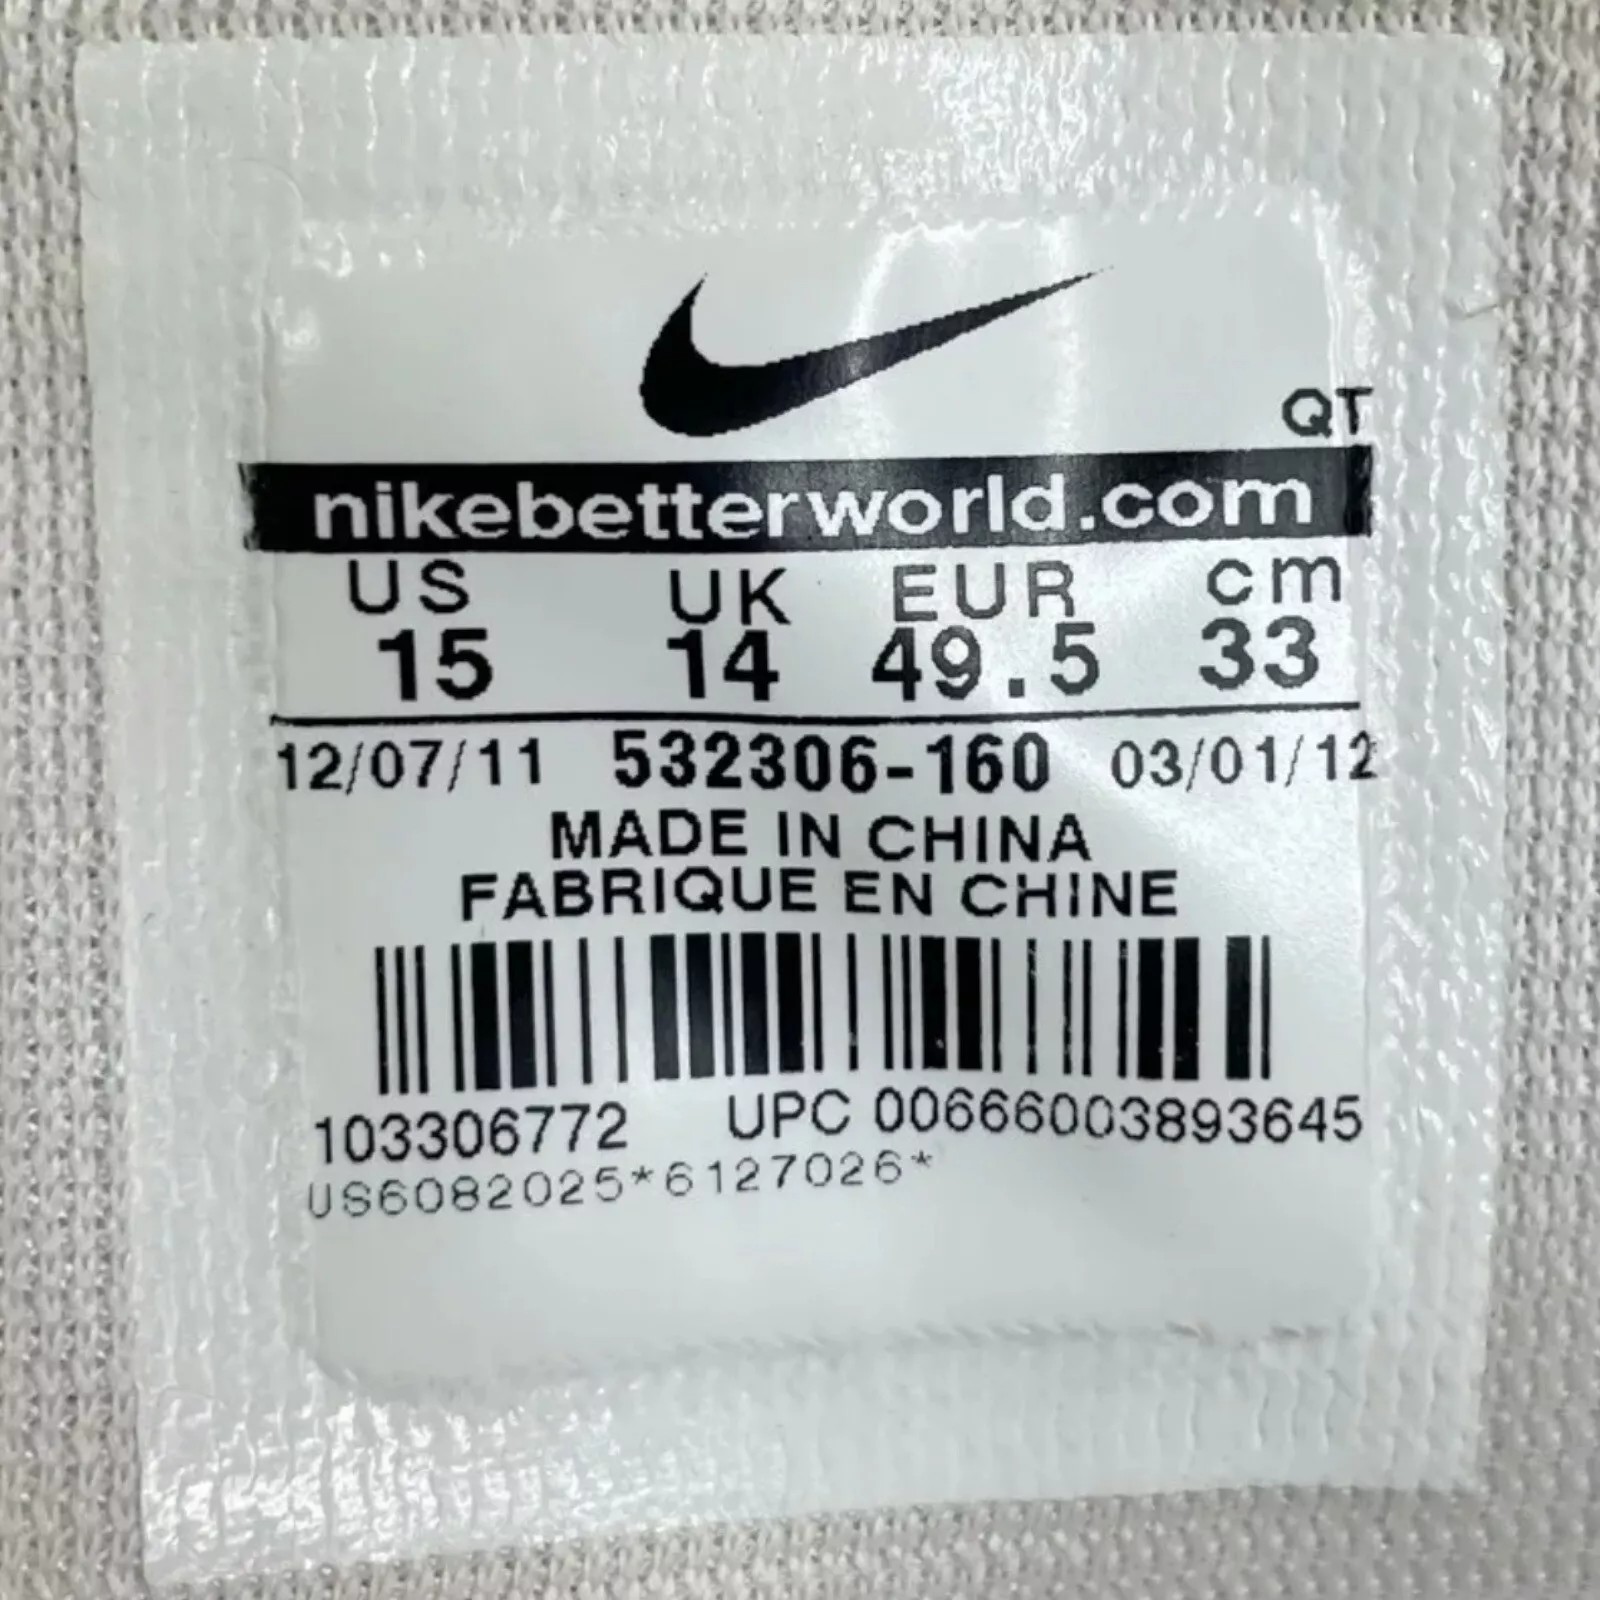 QT
nikebetterworld.com
US UK EUR cm
15 14 49.5 33
12/07/11 532306-160 03/01/12
MADE IN CHINA
FABRIQUE EN CHINE
103306772 UPC 00666003893645
US6082025*6127026*